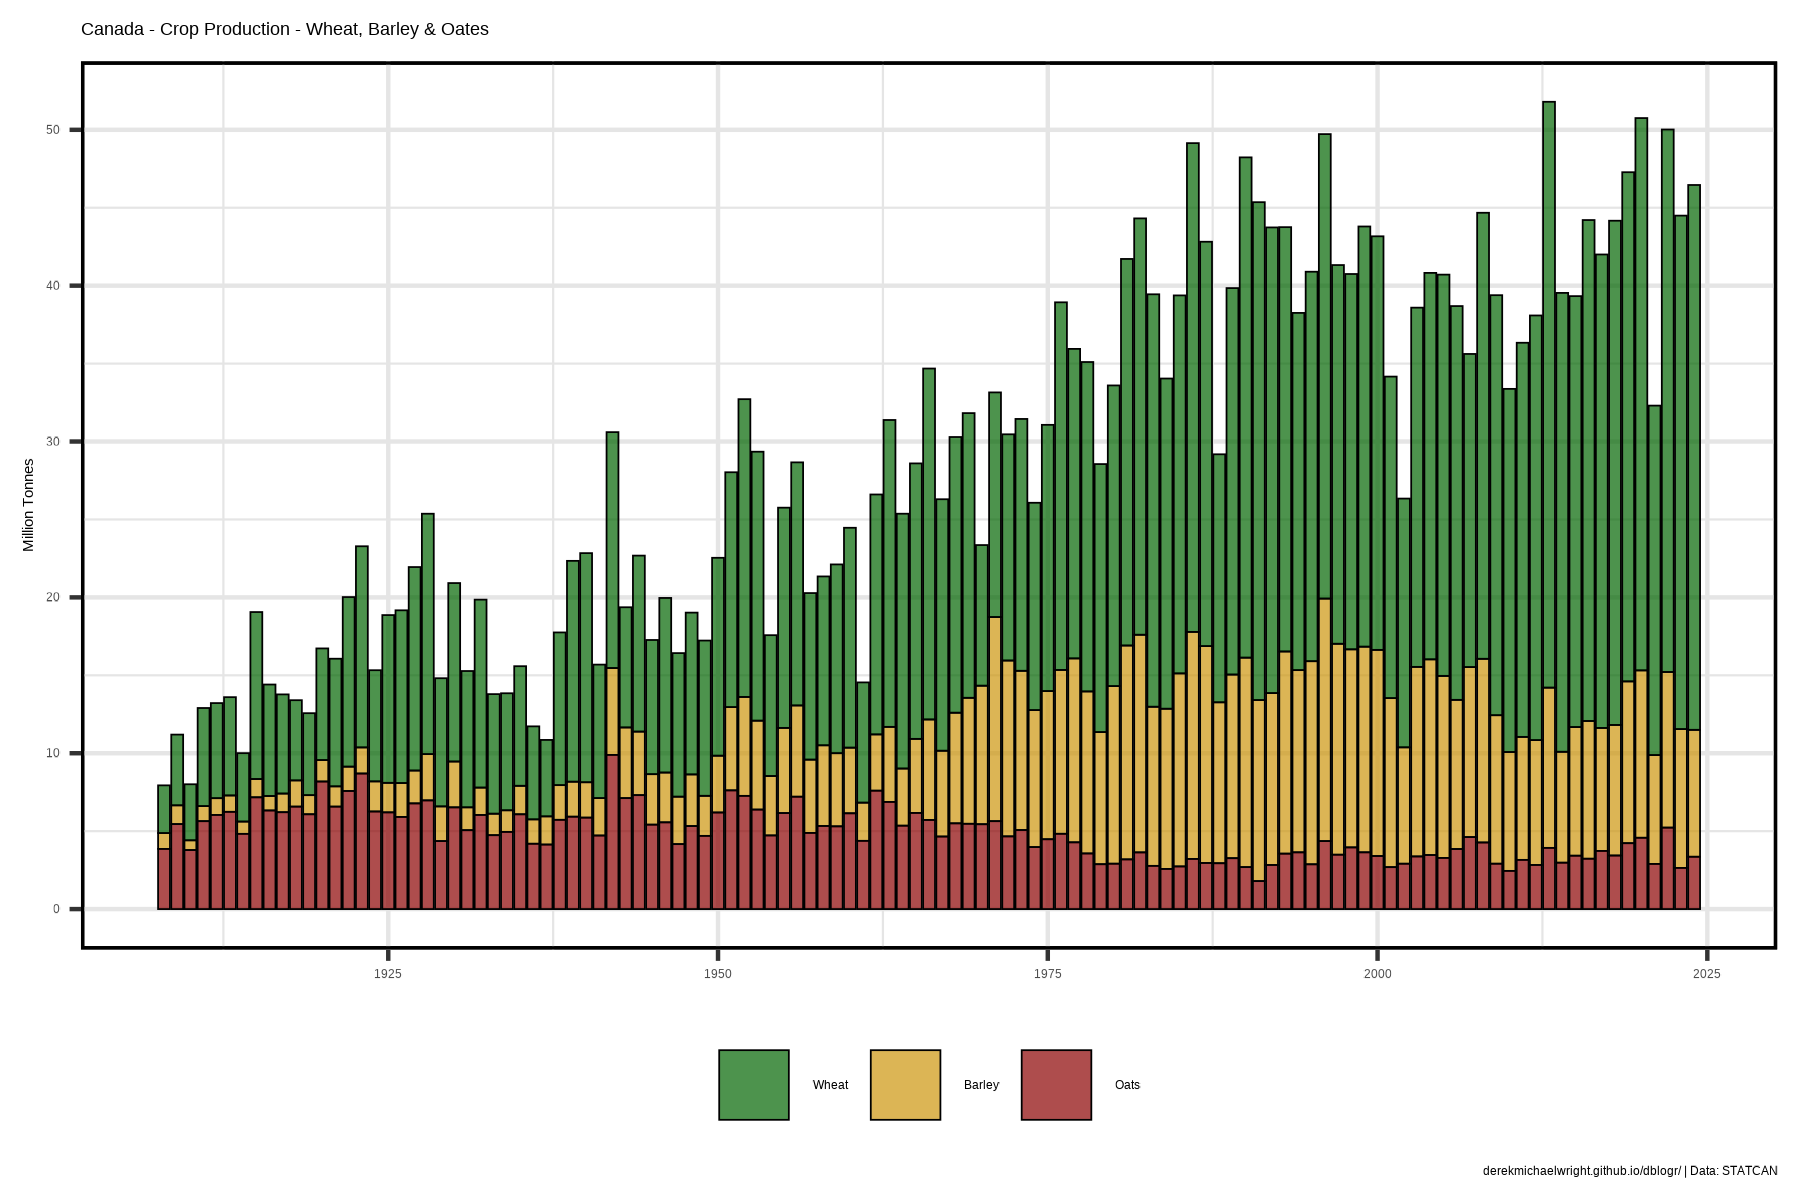 Canada - Crop Production - Wheat, Barley & Oates
Million Tonnes
50
40
30
20
10
0
1925 1950 1975 2000 2025
Wheat Barley Oats
derekmichaelwright.github.io/dblogr/ | Data: STATCAN